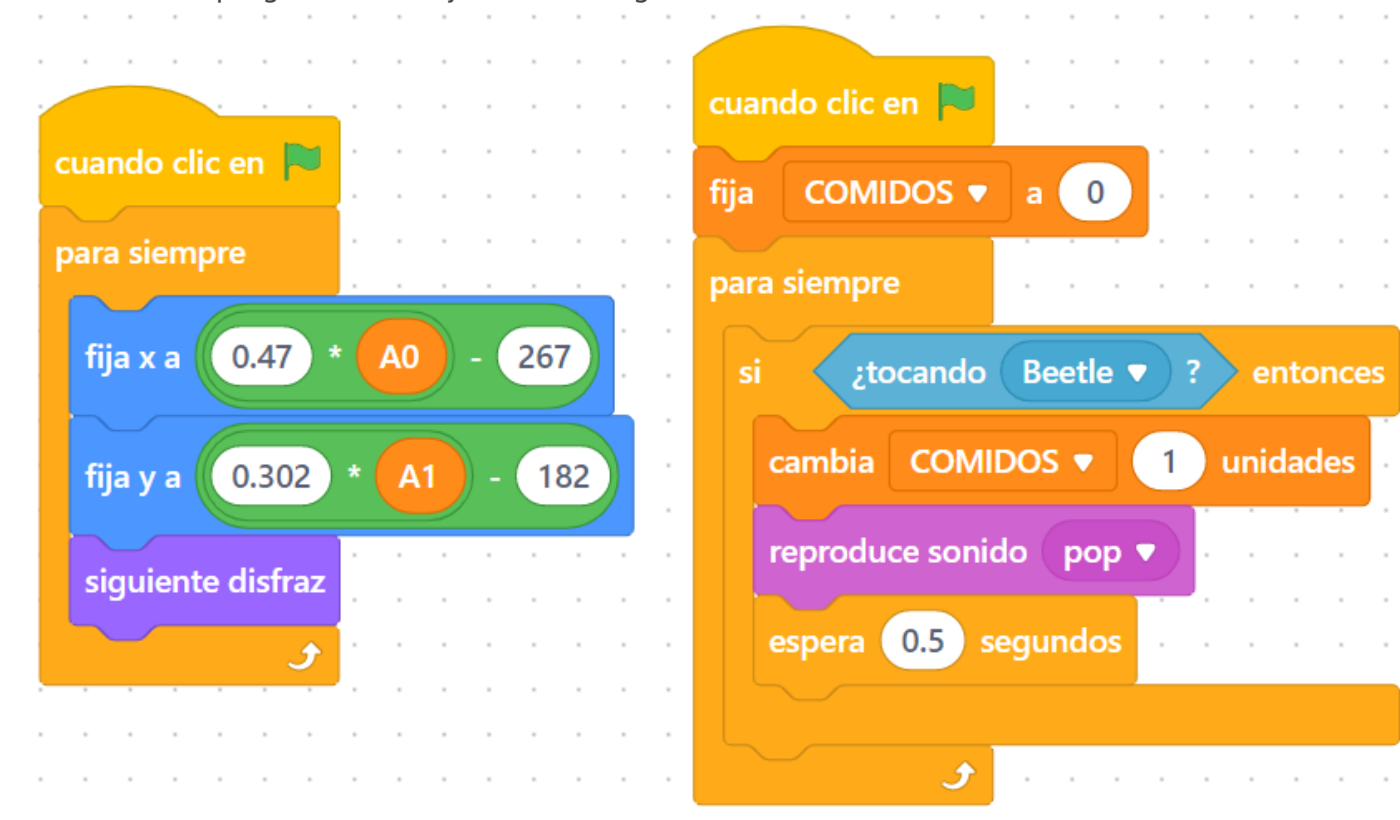 cuando clic en
para siempre
fija x a 0.47 * A0 - 267
fija y a 0.302 * A1 - 182
siguiente disfraz
cuando clic en
fija COMIDOS a 0
para siempre
si ¿tocando Beetle ? entonces
cambia COMIDOS 1 unidades
reproduce sonido pop
espera 0.5 segundos